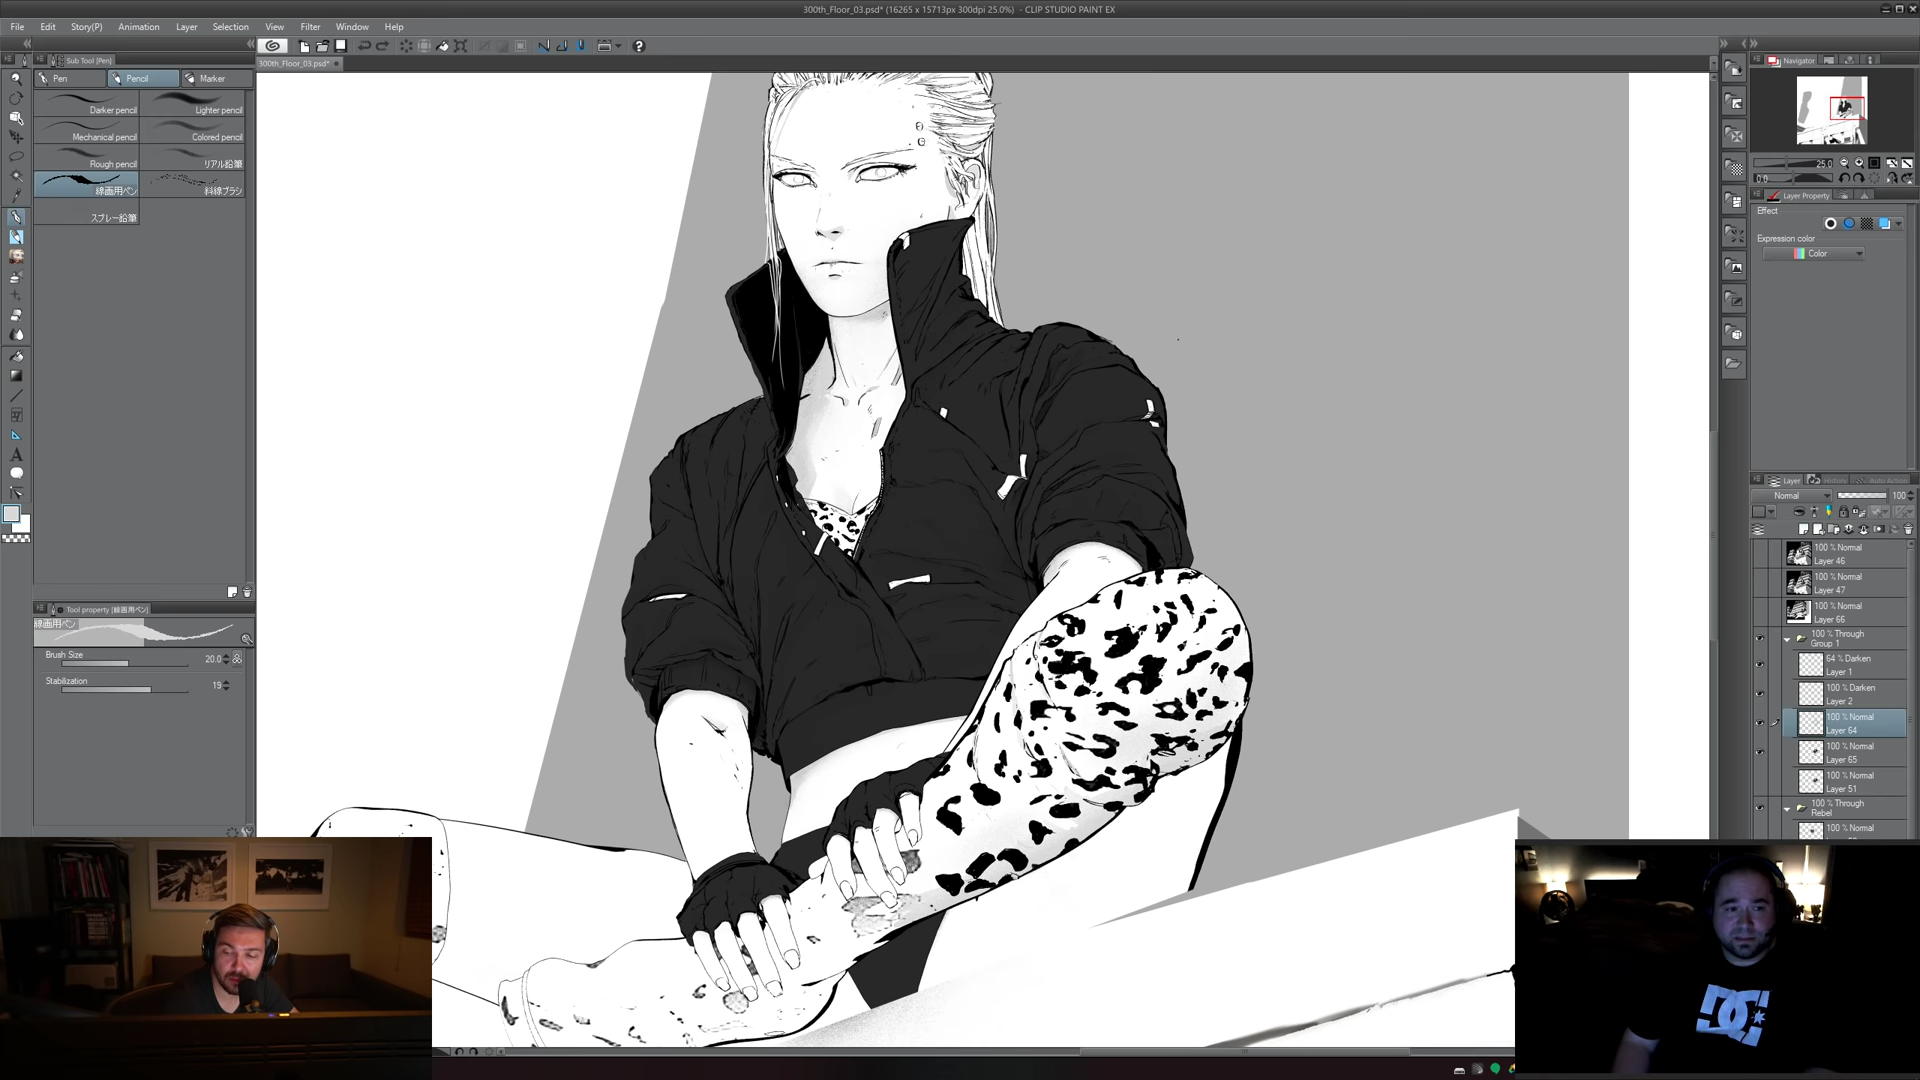 300th_Floor_03.psd* (16265 x 15713px 300dpi 25.0%) - CLIP STUDIO PAINT EX
File Edit Story(P) Animation Layer Selection View Filter Window Help
Sub Tool [Pen]
300th_Floor_03.psd*
Pen Pencil Marker
Darker pencil Lighter pencil
Mechanical pencil Colored pencil
Rough pencil リアル鉛筆
線画用ペン 斜線ブラシ
スプレー鉛筆
Tool property [線画用ペン]
線画用ペン
Brush Size 20.0
Stabilization 19
Navigator
25.0
0.0
Layer Property
Effect
Expression color
Color
Layer History Auto Action
Normal 100
100 % Normal
Layer 46
100 % Normal
Layer 47
100 % Normal
Layer 66
100 % Through
Group 1
64 % Darken
Layer 1
100 % Darken
Layer 2
100 % Normal
Layer 64
100 % Normal
Layer 65
100 % Normal
Layer 51
100 % Through
Rebel
100 % Normal
DC